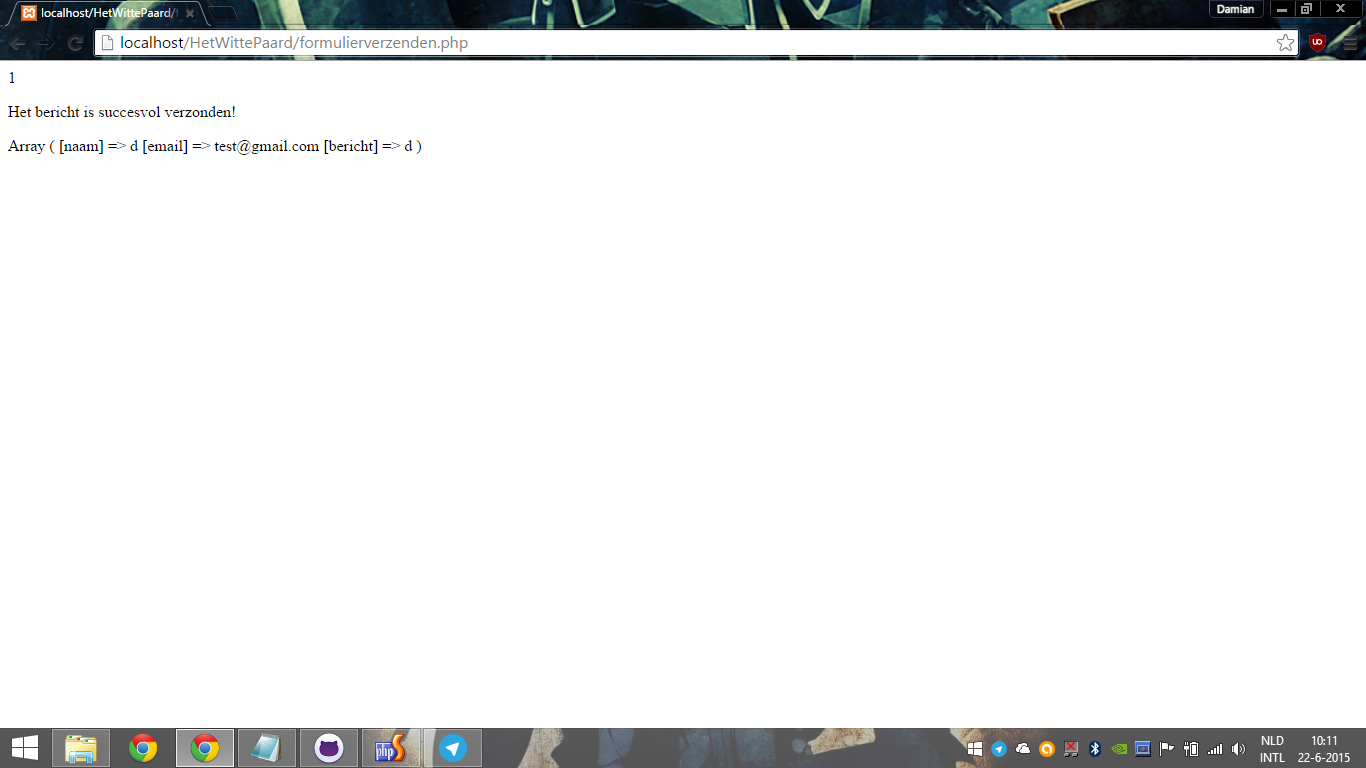 localhost/HetWittePaard/
Damian
localhost/HetWittePaard/formulierverzenden.php
1
Het bericht is succesvol verzonden!
Array ( [naam] => d [email] => test@gmail.com [bericht] => d )
php
NLD
INTL
10:11
22-6-2015